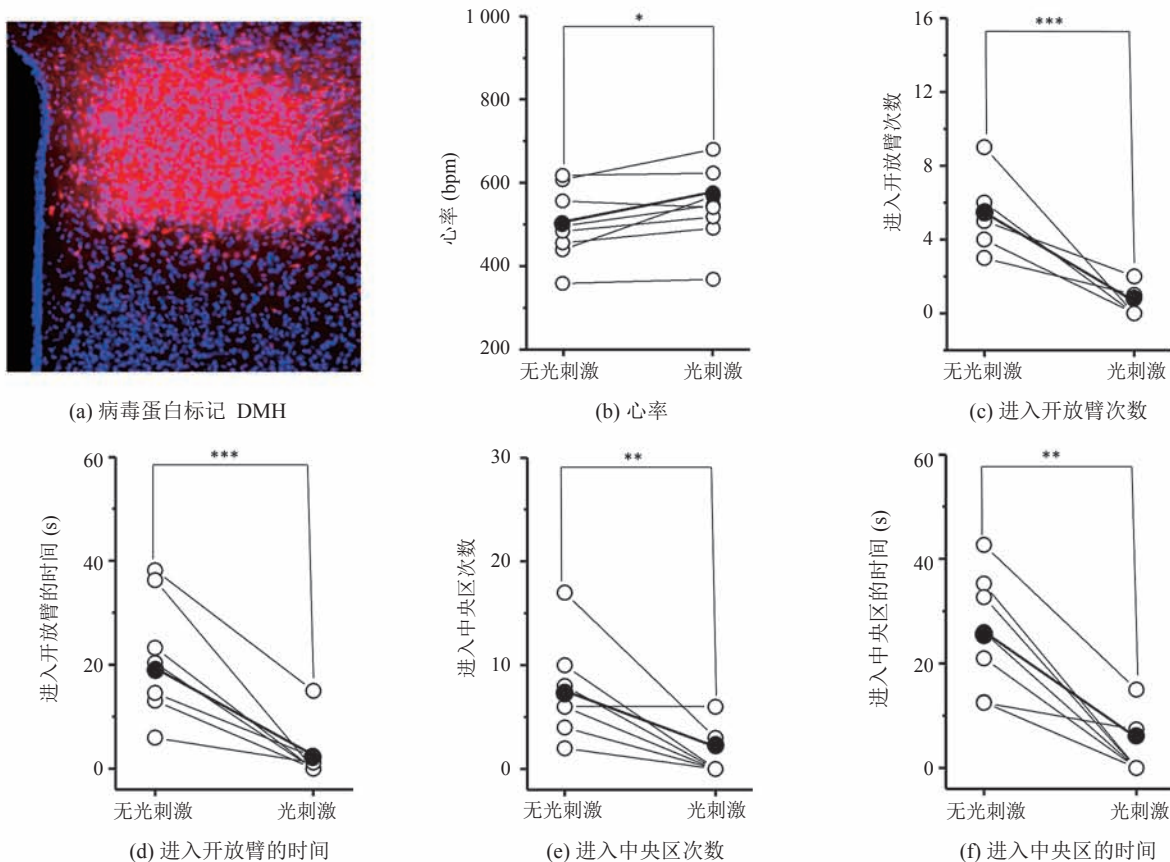 (a) 病毒蛋白标记 DMH
1 000
800
600
400
200
心率 (bpm)
*
无光刺激 光刺激
(b) 心率
16
12
8
4
0
进入开放臂次数
***
无光刺激 光刺激
(c) 进入开放臂次数
60
40
20
0
进入开放臂的时间 (s)
***
无光刺激 光刺激
(d) 进入开放臂的时间
30
20
10
0
进入中央区次数
**
无光刺激 光刺激
(e) 进入中央区次数
60
40
20
0
进入中央区的时间 (s)
**
无光刺激 光刺激
(f) 进入中央区的时间